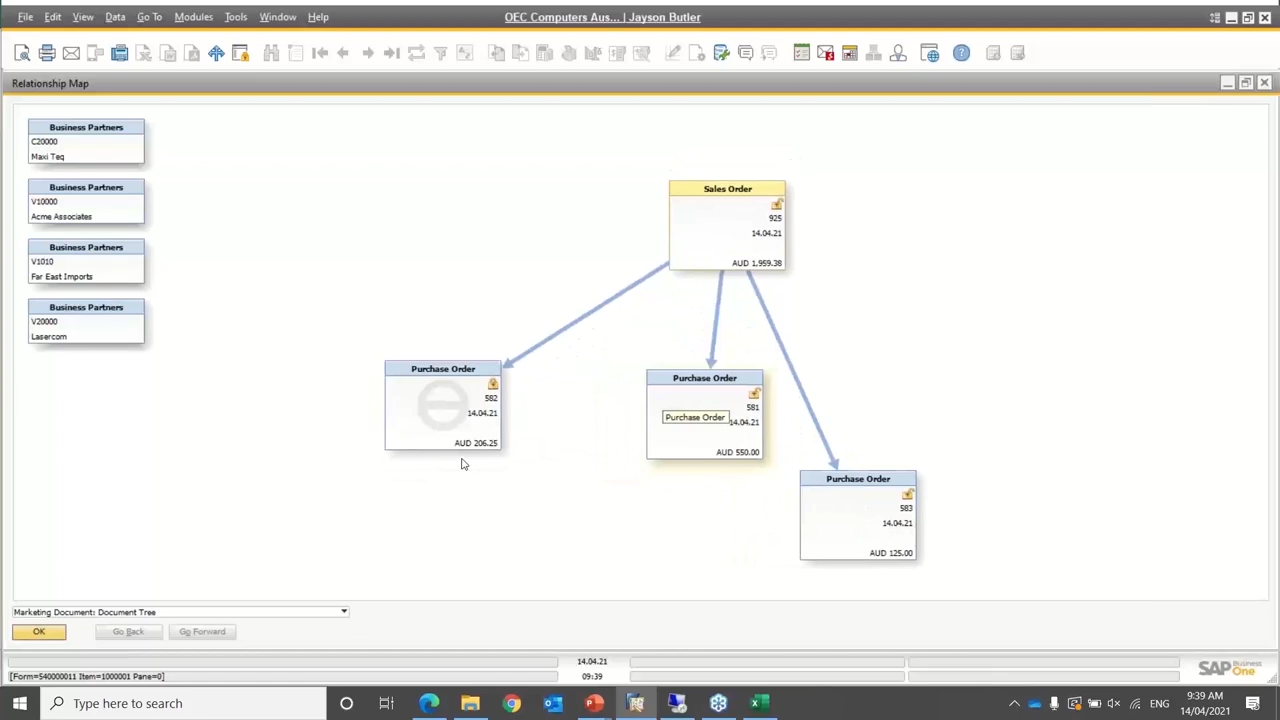 File Edit View Data Go To Modules Tools Window Help
OEC Computers Aus... | Jayson Butler
Relationship Map
Business Partners
C20000
Maxi Teq
Business Partners
V10000
Acme Associates
Business Partners
V1010
Far East Imports
Business Partners
V20000
Lasercom
Sales Order
925
14.04.21
AUD 1,959.38
Purchase Order
582
14.04.21
AUD 206.25
Purchase Order
581
Purchase Order
14.04.21
AUD 550.00
Purchase Order
583
14.04.21
AUD 125.00
Marketing Document: Document Tree
OK Go Back Go Forward
14.04.21
[Form=540000011 Item=1000001 Pane=0]
09:39
SAP Business One
Type here to search
ENG
9:39 AM
14/04/2021